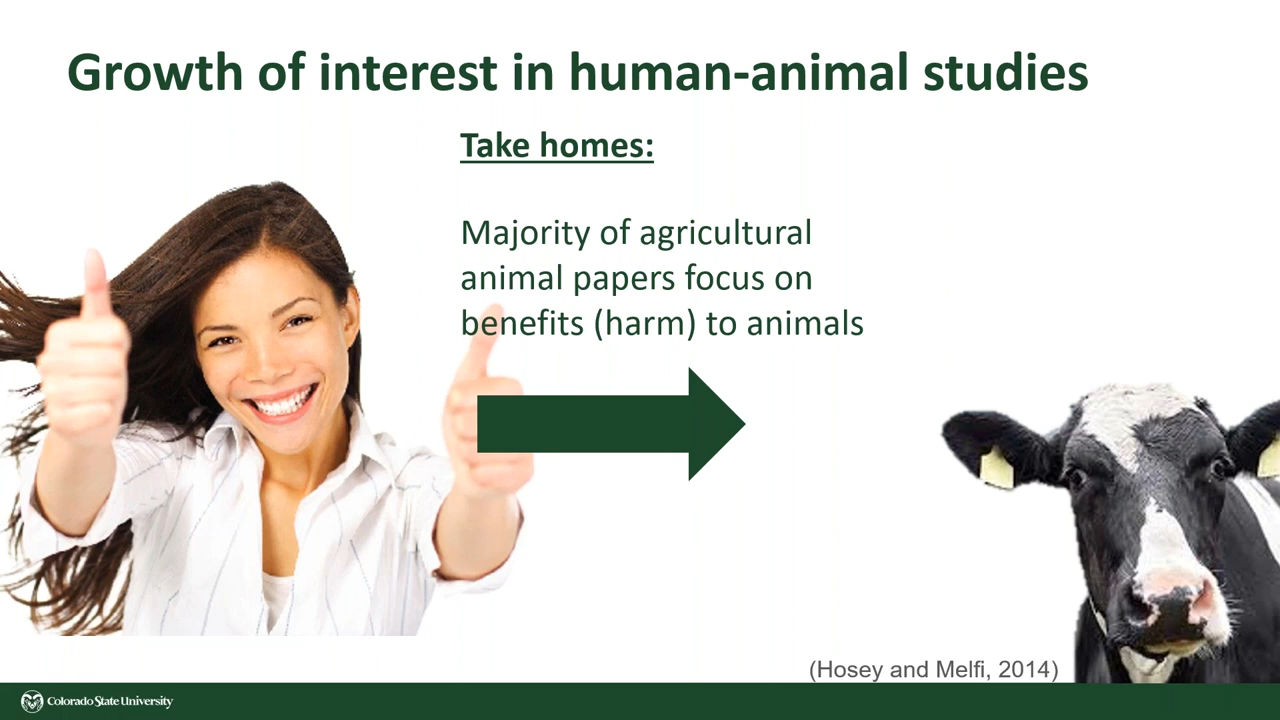 Growth of interest in human-animal studies
Take homes:
Majority of agricultural
animal papers focus on
benefits (harm) to animals
(Hosey and Melfi, 2014)
Colorado State University